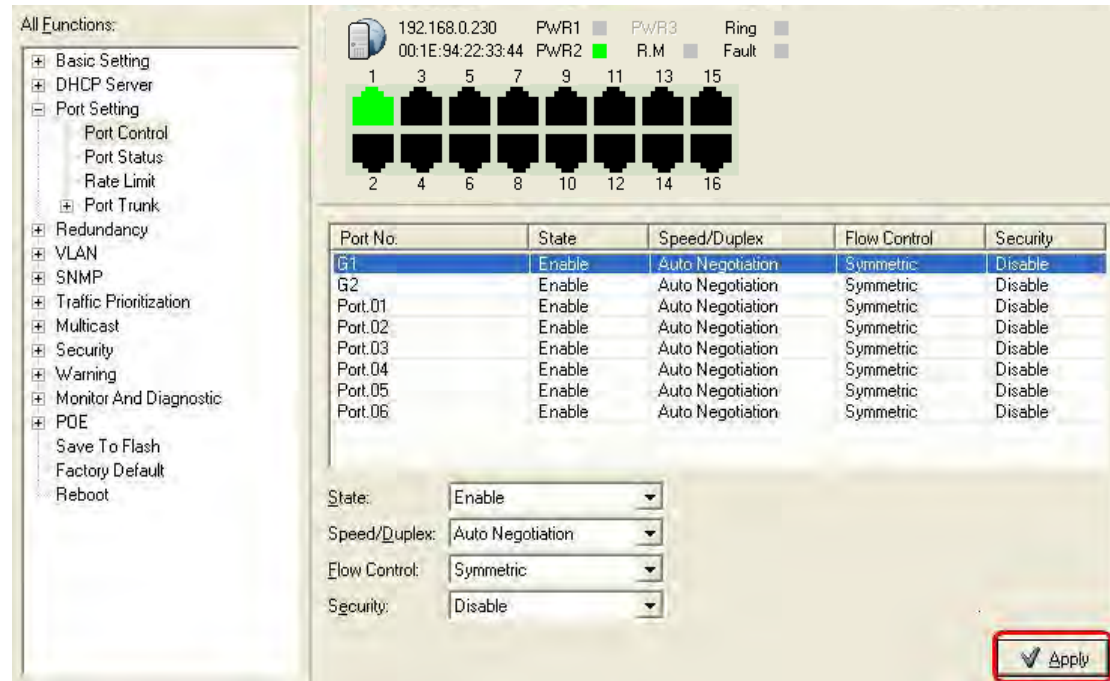 All Functions:
Basic Setting
DHCP Server
Port Setting
Port Control
Port Status
Rate Limit
Port Trunk
Redundancy
VLAN
SNMP
Traffic Prioritization
Multicast
Security
Warning
Monitor And Diagnostic
POE
Save To Flash
Factory Default
Reboot
192.168.0.230 PWR1 PWR3 Ring
00:1E:94:22:33:44 PWR2 R.M Fault
1 3 5 7 9 11 13 15
2 4 6 8 10 12 14 16
Port No. State Speed/Duplex Flow Control Security
G1 Enable Auto Negotiation Symmetric Disable
G2 Enable Auto Negotiation Symmetric Disable
Port.01 Enable Auto Negotiation Symmetric Disable
Port.02 Enable Auto Negotiation Symmetric Disable
Port.03 Enable Auto Negotiation Symmetric Disable
Port.04 Enable Auto Negotiation Symmetric Disable
Port.05 Enable Auto Negotiation Symmetric Disable
Port.06 Enable Auto Negotiation Symmetric Disable
State: Enable
Speed/Duplex: Auto Negotiation
Flow Control: Symmetric
Security: Disable
Apply